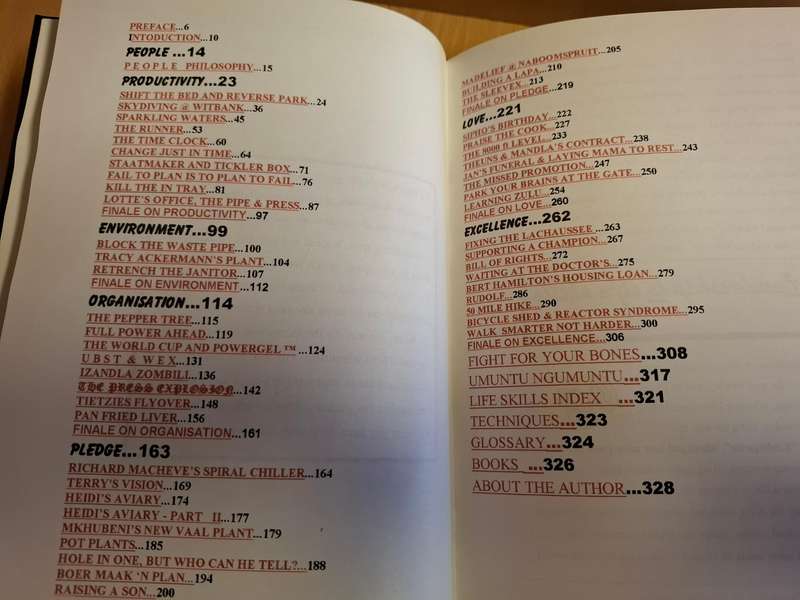 PREFACE...6
INTODUCTION...10
PEOPLE ...14
PEOPLE PHILOSOPHY...15
PRODUCTIVITY...23
SHIFT THE BED AND REVERSE PARK...24
SKYDIVING @ WITBANK...36
SPARKLING WATERS...45
THE RUNNER...53
THE TIME CLOCK...60
CHANGE JUST IN TIME...64
STAATMAKER AND TICKLER BOX...71
FAIL TO PLAN IS TO PLAN TO FAIL...76
KILL THE IN TRAY...81
LOTTE'S OFFICE, THE PIPE & PRESS...87
FINALE ON PRODUCTIVITY...97
ENVIRONMENT...99
BLOCK THE WASTE PIPE...100
TRACY ACKERMANN'S PLANT...104
RETRENCH THE JANITOR...107
FINALE ON ENVIRONMENT...112
ORGANISATION...114
THE PEPPER TREE...115
FULL POWER AHEAD...119
THE WORLD CUP AND POWERGEL ™ ...124
U B S T & W E X...131
IZANDLA ZOMBILI...136
THE PRESS EXPLOSION...142
TIETZIES FLYOVER...148
PAN FRIED LIVER...156
FINALE ON ORGANISATION...161
PLEDGE...163
RICHARD MACHEVE'S SPIRAL CHILLER...164
TERRY'S VISION...169
HEIDI'S AVIARY...174
HEIDI'S AVIARY - PART II...177
MKHUBENI'S NEW VAAL PLANT...179
POT PLANTS...185
HOLE IN ONE, BUT WHO CAN HE TELL?...188
BOER MAAK 'N PLAN...194
RAISING A SON...200
MADELIEF @ NABOOMSPRUIT...205
BUILDING A LAPA...210
THE SLEEVEX...213
FINALE ON PLEDGE...219
LOVE...221
SIPHO'S BIRTHDAY...222
PRAISE THE COOK...227
THE 9000 ft LEVEL...233
THEUNS & MANDLA'S CONTRACT...238
JAN'S FUNERAL & LAYING MAMA TO REST...243
THE MISSED PROMOTION...247
PARK YOUR BRAINS AT THE GATE...250
LEARNING ZULU...254
FINALE ON LOVE...260
EXCELLENCE...262
FIXING THE LACHAUSSEE ...263
SUPPORTING A CHAMPION...267
BILL OF RIGHTS...272
WAITING AT THE DOCTOR'S...275
BERT HAMILTON'S HOUSING LOAN...279
RUDOLF...286
50 MILE HIKE...290
BICYCLE SHED & REACTOR SYNDROME...295
WALK SMARTER NOT HARDER...300
FINALE ON EXCELLENCE...306
FIGHT FOR YOUR BONES...308
UMUNTU NGUMUNTU...317
LIFE SKILLS INDEX ...321
TECHNIQUES...323
GLOSSARY...324
BOOKS ...326
ABOUT THE AUTHOR...328